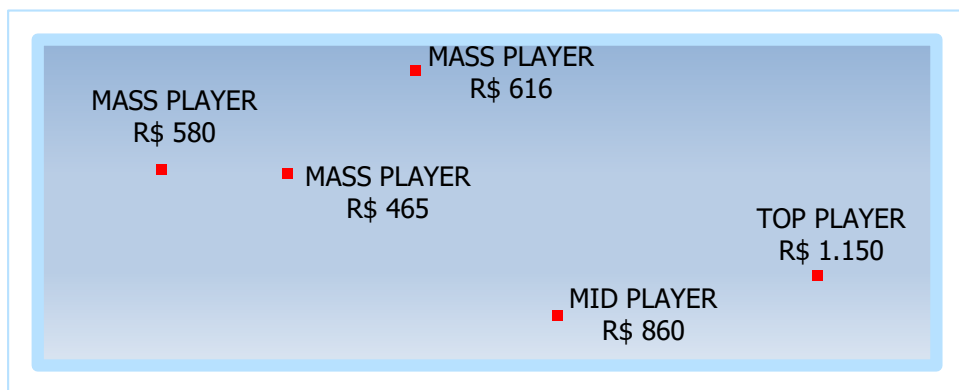 MASS PLAYER
R$ 616
MASS PLAYER
R$ 580
MASS PLAYER
R$ 465
TOP PLAYER
R$ 1.150
MID PLAYER
R$ 860